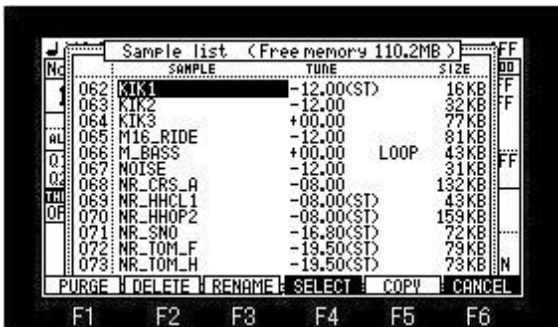 Sample list (Free memory 110.2MB)
No
SAMPLE TUNE SIZE
062 KIK1 -12.00(ST) 16KB
063 KIK2 -12.00 32KB
064 KIK3 +00.00 77KB
065 M16_RIDE -12.00 81KB
066 M_BASS +00.00 LOOP 43KB
067 NOISE -12.00 31KB
068 NR_CRS_A -08.00 132KB
069 NR_HHCL1 -08.00(ST) 43KB
070 NR_HHOP2 -08.00(ST) 159KB
071 NR_SNO -16.80(ST) 72KB
072 NR_TOM_F -19.50(ST) 79KB
073 NR_TOM_H -19.50(ST) 73KB
PURGE DELETE RENAME SELECT COPY CANCEL
F1 F2 F3 F4 F5 F6